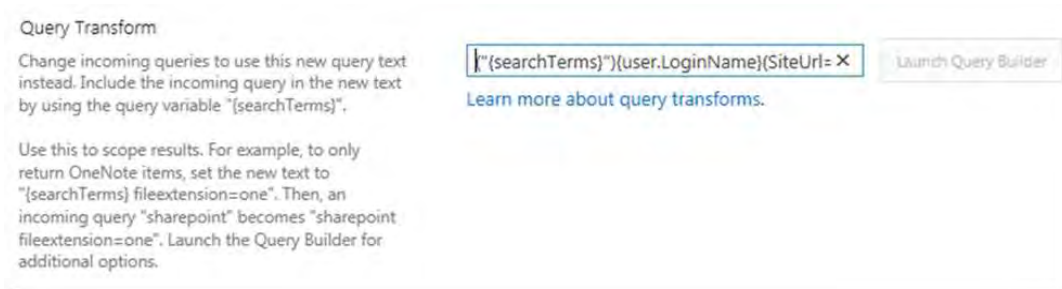 Query Transform
Change incoming queries to use this new query text
instead. Include the incoming query in the new text
by using the query variable "{searchTerms}".
Use this to scope results. For example, to only
return OneNote items, set the new text to
"{searchTerms} fileextension=one". Then, an
incoming query "sharepoint" becomes "sharepoint
fileextension=one". Launch the Query Builder for
additional options.
("{searchTerms}"){user.LoginName}(SiteUrl= ✕
Launch Query Builder
Learn more about query transforms.